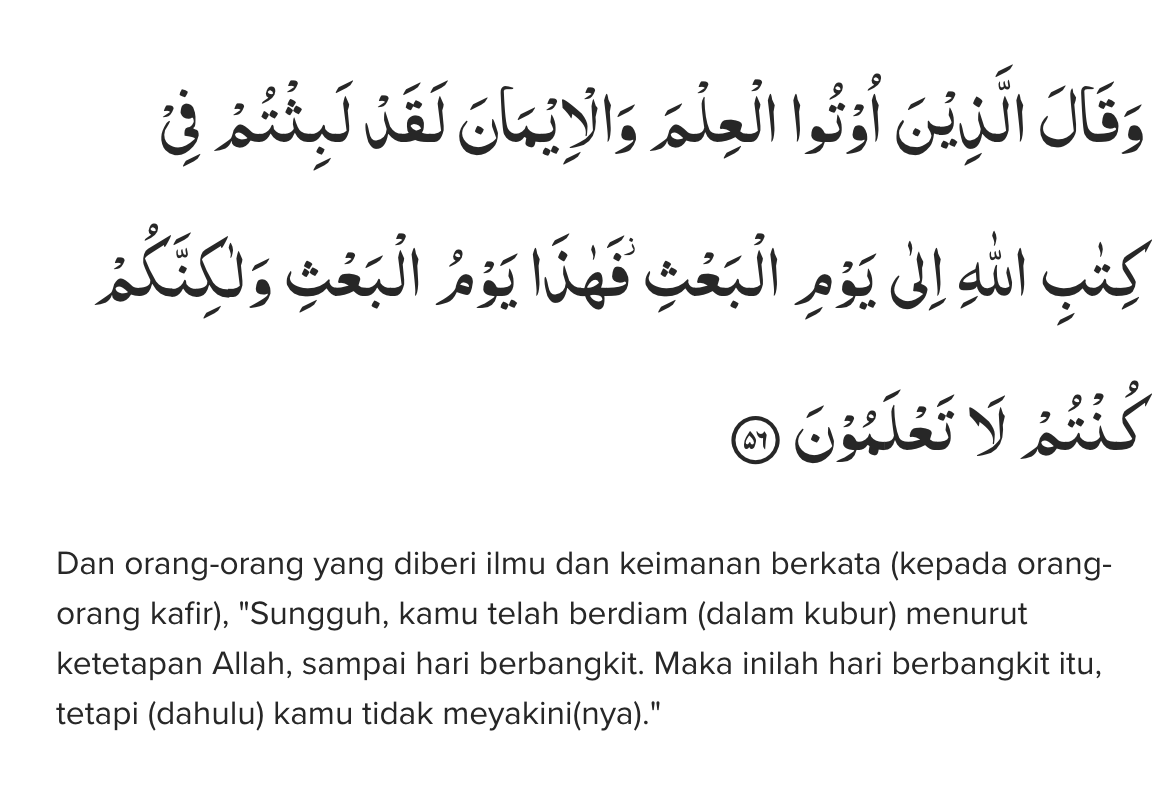 وَقَالَ الَّذِيْنَ اُوْتُوا الْعِلْمَ وَالْاِيْمَانَ لَقَدْ لَبِثْتُمْ فِيْ
كِتٰبِ اللّٰهِ اِلٰى يَوْمِ الْبَعْثِۖ فَهٰذَا يَوْمُ الْبَعْثِ وَلٰكِنَّكُمْ
كُنْتُمْ لَا تَعْلَمُوْنَ ۵٦
Dan orang-orang yang diberi ilmu dan keimanan berkata (kepada orang-
orang kafir), "Sungguh, kamu telah berdiam (dalam kubur) menurut
ketetapan Allah, sampai hari berbangkit. Maka inilah hari berbangkit itu,
tetapi (dahulu) kamu tidak meyakini(nya)."